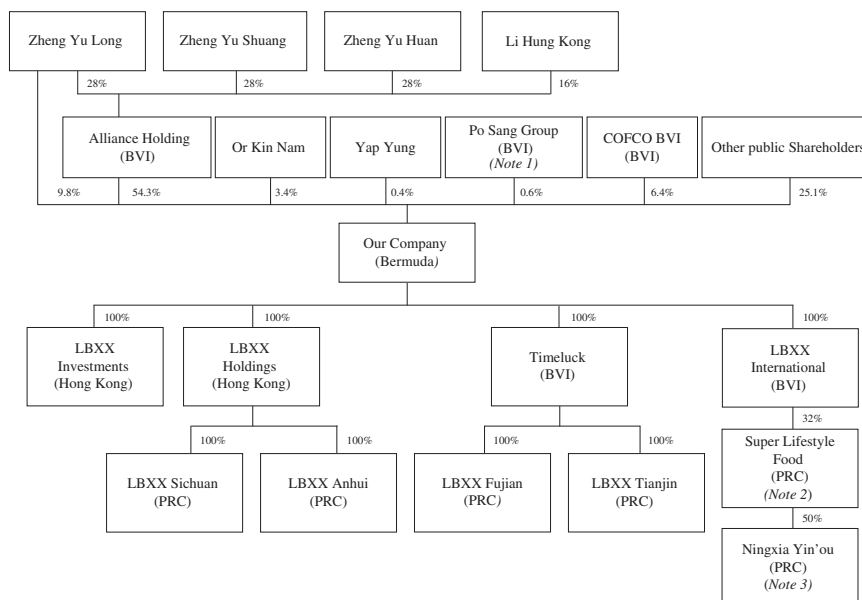 Zheng Yu Long
Zheng Yu Shuang
Zheng Yu Huan
Li Hung Kong
28%
28%
28%
16%
Alliance Holding
(BVI)
Or Kin Nam
Yap Yung
Po Sang Group
(BVI)
(Note 1)
COFCO BVI
(BVI)
Other public Shareholders
9.8%
54.3%
3.4%
0.4%
0.6%
6.4%
25.1%
Our Company
(Bermuda)
100%
100%
100%
100%
LBXX
Investments
(Hong Kong)
LBXX
Holdings
(Hong Kong)
Timeluck
(BVI)
LBXX
International
(BVI)
32%
100%
100%
100%
100%
LBXX Sichuan
(PRC)
LBXX Anhui
(PRC)
LBXX Fujian
(PRC)
LBXX Tianjin
(PRC)
Super Lifestyle
Food
(PRC)
(Note 2)
50%
Ningxia Yin’ou
(PRC)
(Note 3)